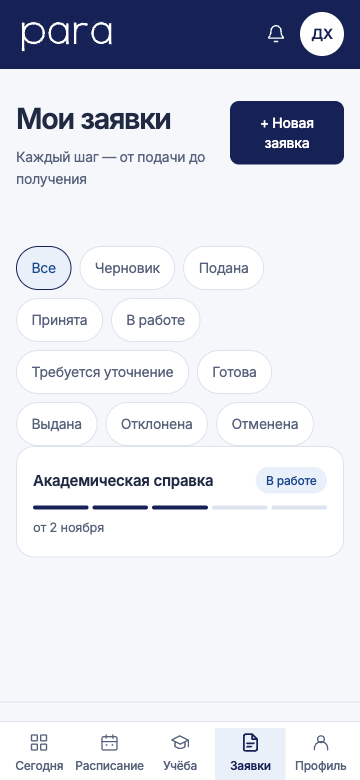 para
ДХ
Мои заявки
+ Новая
заявка
Каждый шаг — от подачи до
получения
Все
Черновик
Подана
Принята
В работе
Требуется уточнение
Готова
Выдана
Отклонена
Отменена
Академическая справка
В работе
от 2 ноября
Сегодня
Расписание
Учёба
Заявки
Профиль